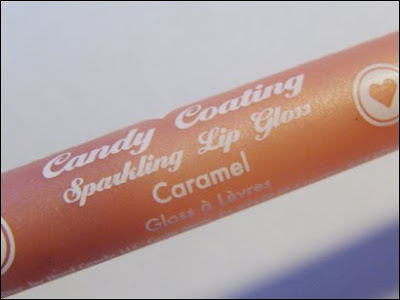 Candy Coating
Sparkling Lip Gloss
Caramel
Gloss à Lèvres